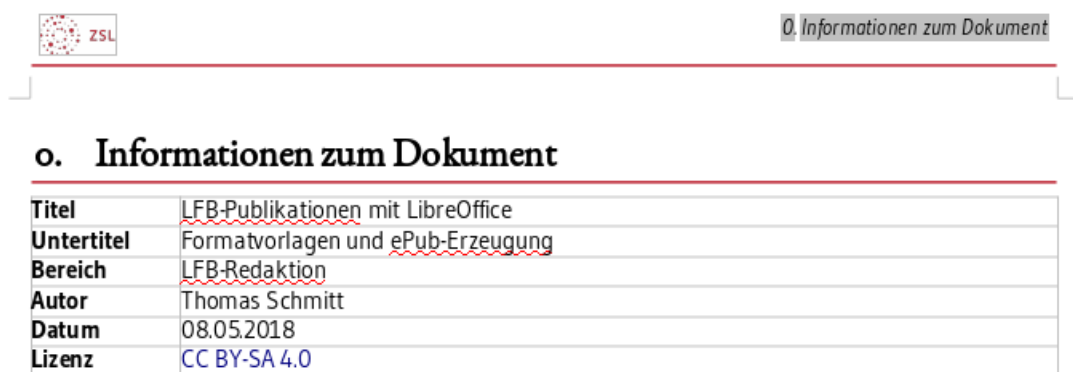 ZSL
0. Informationen zum Dokument
0. Informationen zum Dokument
Titel LFB-Publikationen mit LibreOffice
Untertitel Formatvorlagen und ePub-Erzeugung
Bereich LFB-Redaktion
Autor Thomas Schmitt
Datum 08.05.2018
Lizenz CC BY-SA 4.0